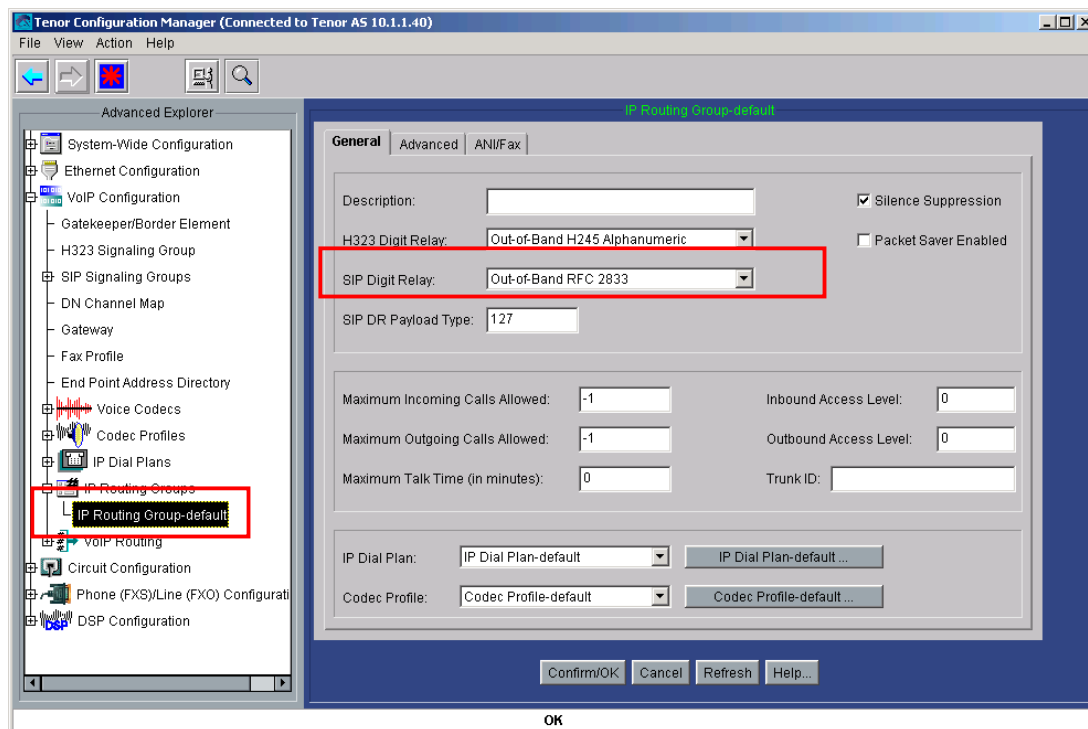 Tenor Configuration Manager (Connected to Tenor AS 10.1.1.40)
File View Action Help
Advanced Explorer
System-Wide Configuration
Ethernet Configuration
VoIP Configuration
Gatekeeper/Border Element
H323 Signaling Group
SIP Signaling Groups
DN Channel Map
Gateway
Fax Profile
End Point Address Directory
Voice Codecs
Codec Profiles
IP Dial Plans
IP Routing Groups
IP Routing Group-default
VoIP Routing
Circuit Configuration
Phone (FXS)/Line (FXO) Configurati
DSP Configuration
IP Routing Group-default
General Advanced ANI/Fax
Description: Silence Suppression
H323 Digit Relay: Out-of-Band H245 Alphanumeric Packet Saver Enabled
SIP Digit Relay: Out-of-Band RFC 2833
SIP DR Payload Type: 127
Maximum Incoming Calls Allowed: -1 Inbound Access Level: 0
Maximum Outgoing Calls Allowed: -1 Outbound Access Level: 0
Maximum Talk Time (in minutes): 0 Trunk ID:
IP Dial Plan: IP Dial Plan-default IP Dial Plan-default ...
Codec Profile: Codec Profile-default Codec Profile-default ...
Confirm/OK Cancel Refresh Help...
OK